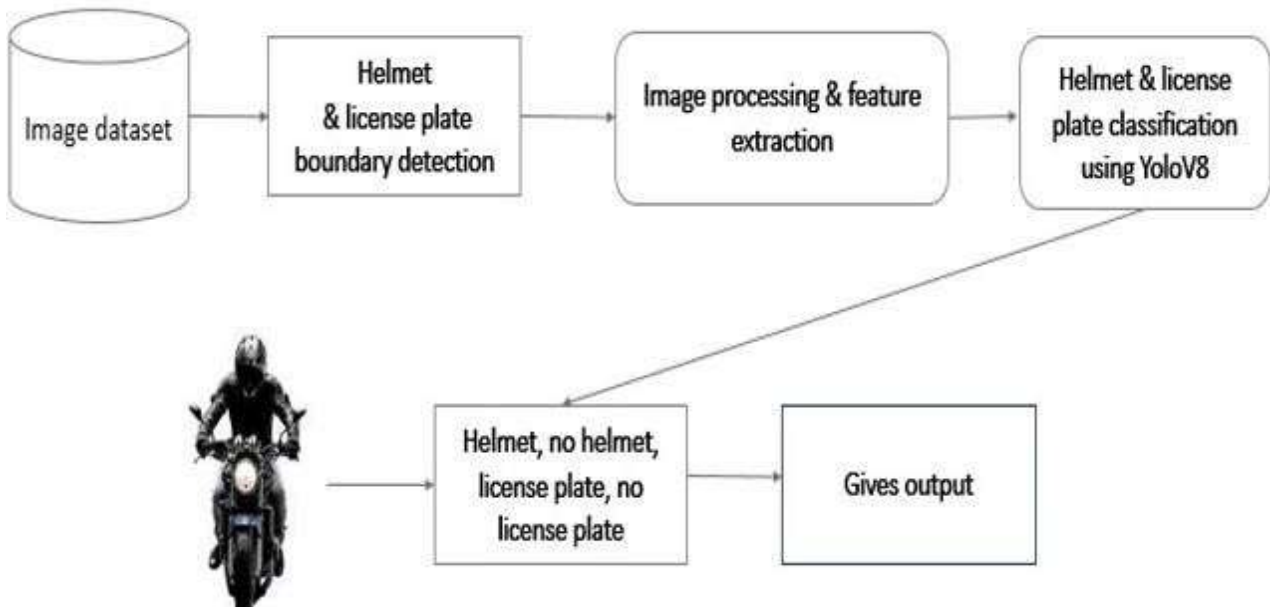 Image dataset
Helmet
& license plate
boundary detection
Image processing & feature
extraction
Helmet & license
plate classification
using YoloV8
Helmet, no helmet,
license plate, no
license plate
Gives output